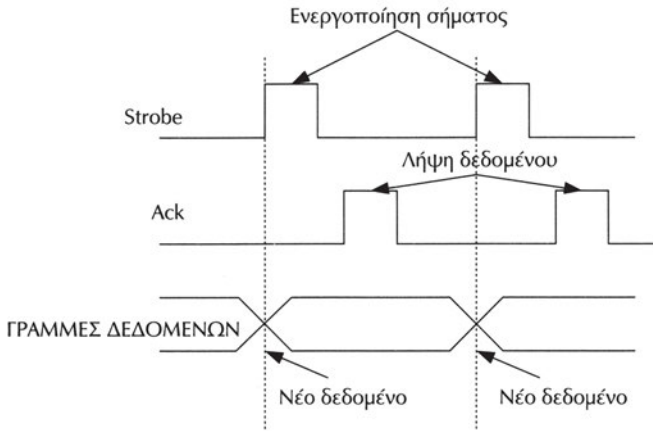 Ενεργοποίηση σήματος
Strobe
Λήψη δεδομένου
Ack
ΓΡΑΜΜΕΣ ΔΕΔΟΜΕΝΩΝ
Νέο δεδομένο
Νέο δεδομένο